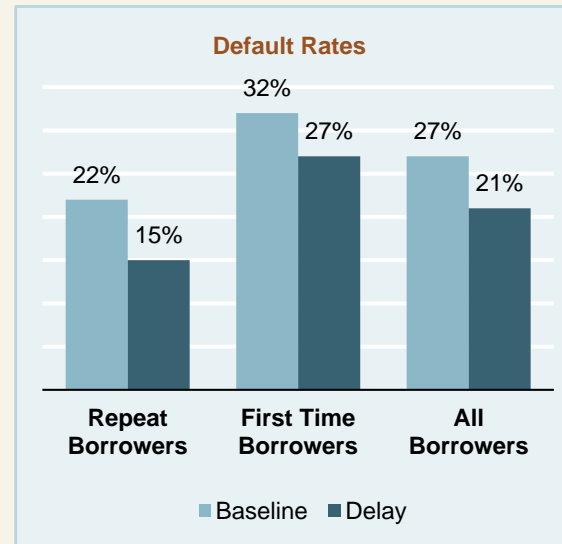 Default Rates
32%
27%
27%
22%
21%
15%
Repeat
Borrowers
First Time
Borrowers
All
Borrowers
Baseline
Delay